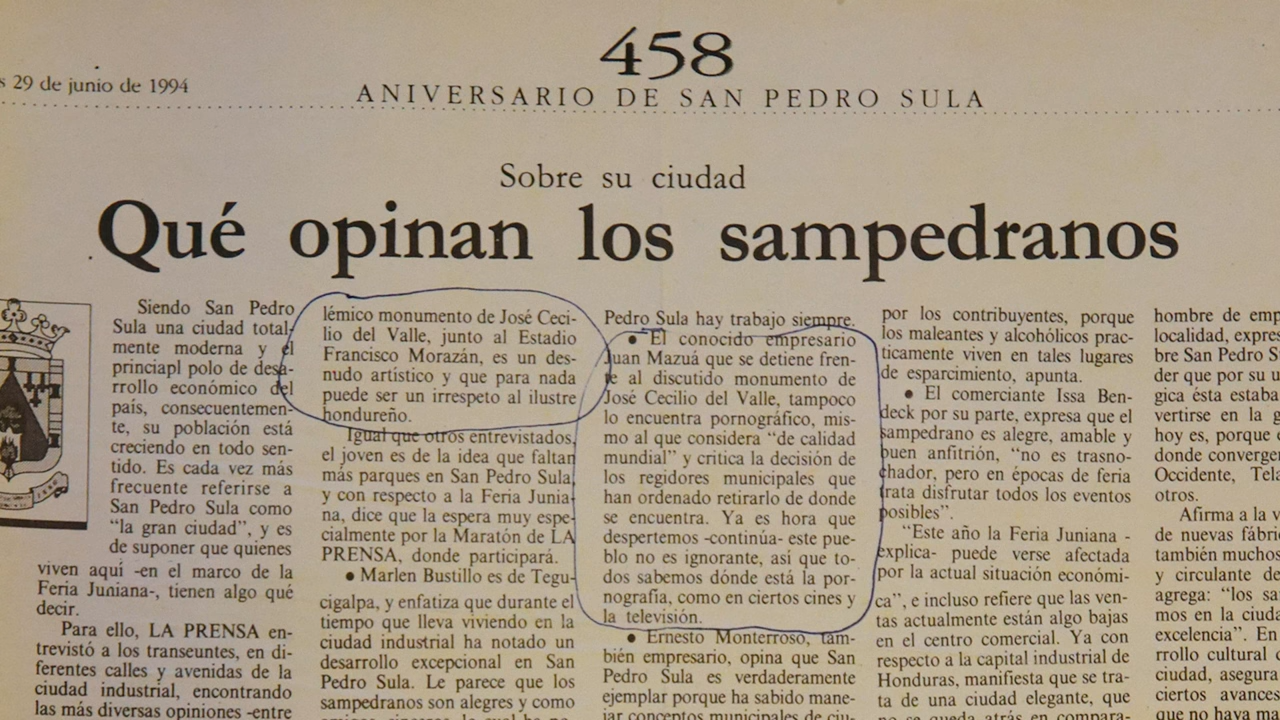 29 de junio de 1994
458
ANIVERSARIO DE SAN PEDRO SULA
Sobre su ciudad
Qué opinan los sampedranos
Siendo San Pedro
Sula una ciudad total-
mente moderna y el
princiapl polo de desa-
rrollo económico del
país, consecuentemen-
te, su población está
creciendo en todo sen-
tido. Es cada vez más
frecuente referirse a
San Pedro Sula como
“la gran ciudad”, y es
de suponer que quienes
viven aquí -en el marco de la
Feria Juniana-, tienen algo qué
decir.
Para ello, LA PRENSA en-
trevistó a los transeuntes, en di-
ferentes calles y avenidas de la
ciudad industrial, encontrando
las más diversas opiniones -entre
lémico monumento de José Ceci-
lio del Valle, junto al Estadio
Francisco Morazán, es un des-
nudo artístico y que para nada
puede ser un irrespeto al ilustre
hondureño.
Igual que otros entrevistados,
el joven es de la idea que faltan
más parques en San Pedro Sula,
y con respecto a la Feria Junia-
na, dice que la espera muy espe-
cialmente por la Maratón de LA
PRENSA, donde participará.
● Marlen Bustillo es de Tegu-
cigalpa, y enfatiza que durante el
tiempo que lleva viviendo en la
ciudad industrial ha notado un
desarrollo excepcional en San
Pedro Sula. Le parece que los
sampedranos son alegres y como
Pedro Sula hay trabajo siempre.
● El conocido empresario
Juan Mazuá que se detiene fren-
te al discutido monumento de
José Cecilio del Valle, tampoco
lo encuentra pornográfico, mis-
mo al que considera “de calidad
mundial” y critica la decisión de
los regidores municipales que
han ordenado retirarlo de donde
se encuentra. Ya es hora que
despertemos -continúa- este pue-
blo no es ignorante, así que to-
dos sabemos dónde está la por-
nografía, como en ciertos cines y
la televisión.
● Ernesto Monterroso, tam-
bién empresario, opina que San
Pedro Sula es verdaderamente
ejemplar porque ha sabido mane-
jar conceptos municipales de ciu-
por los contribuyentes, porque
los maleantes y alcohólicos prac-
ticamente viven en tales lugares
de esparcimiento, apunta.
● El comerciante Issa Ben-
deck por su parte, expresa que el
sampedrano es alegre, amable y
buen anfitrión, “no es trasno-
chador, pero en épocas de feria
trata disfrutar todos los eventos
posibles”.
“Este año la Feria Juniana -
explica- puede verse afectada
por la actual situación económi-
ca”, e incluso refiere que las ven-
tas actualmente están algo bajas
en el centro comercial. Ya con
respecto a la capital industrial de
Honduras, manifiesta que se tra-
ta de una ciudad elegante, que
no se queda atrás en compara-
hombre de emp
localidad, expres
bre San Pedro S
der que por su u
gica ésta estaba
vertirse en la g
hoy es, porque
donde converge
Occidente, Tela
otros.
Afirma a la v
de nuevas fábri
también muchos
y circulante de
agrega: “los sa
mos en la ciuda
excelencia”. En
rrollo cultural
ciudad, asegura
ciertos avances
que no haya ma